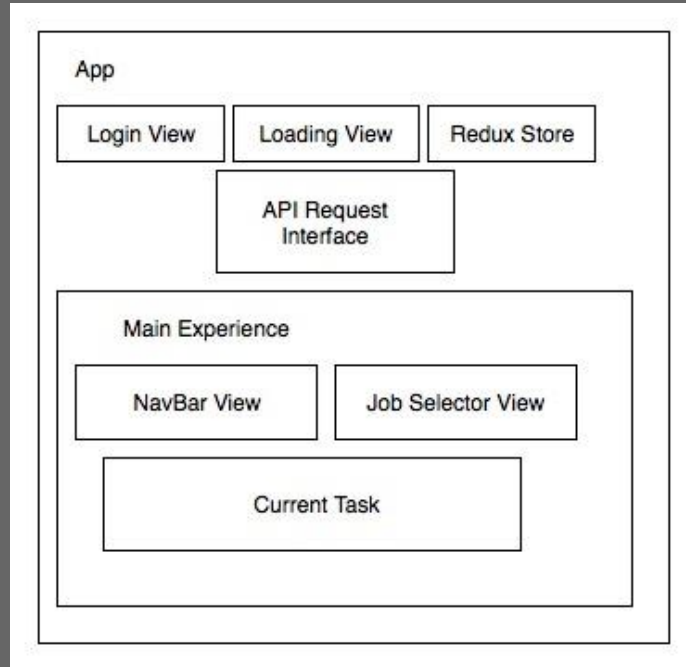 App
Login View
Loading View
Redux Store
API Request
Interface
Main Experience
NavBar View
Job Selector View
Current Task